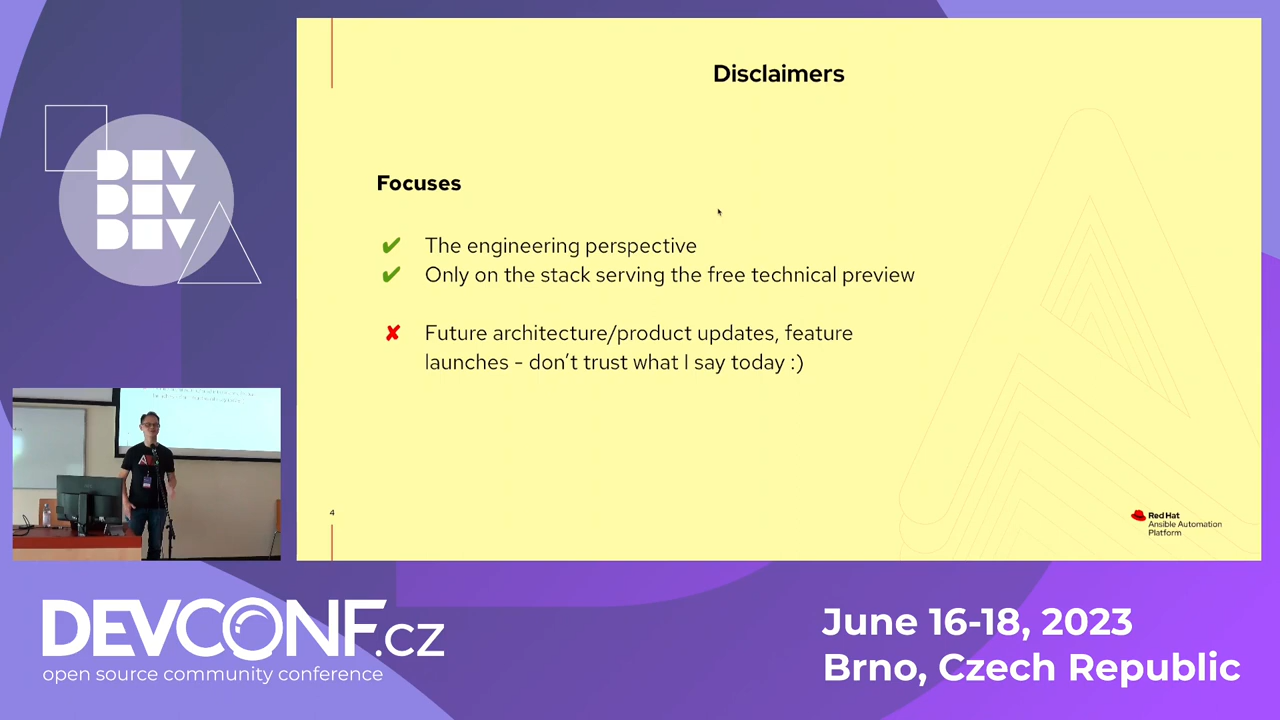 Disclaimers
Focuses
✔ The engineering perspective
✔ Only on the stack serving the free technical preview
✘ Future architecture/product updates, feature
launches - don't trust what I say today :)
4
Red Hat
Ansible Automation
Platform
DEV
DEV
DEV
DEVCONF.cz
open source community conference
June 16-18, 2023
Brno, Czech Republic